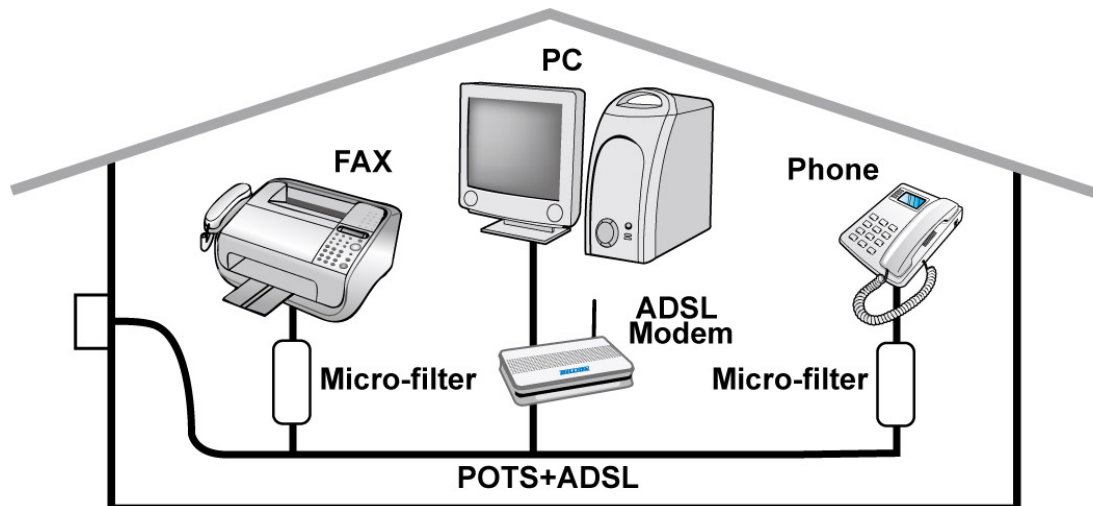 PC
FAX
Phone
ADSL
Modem
Micro-filter
Micro-filter
POTS+ADSL